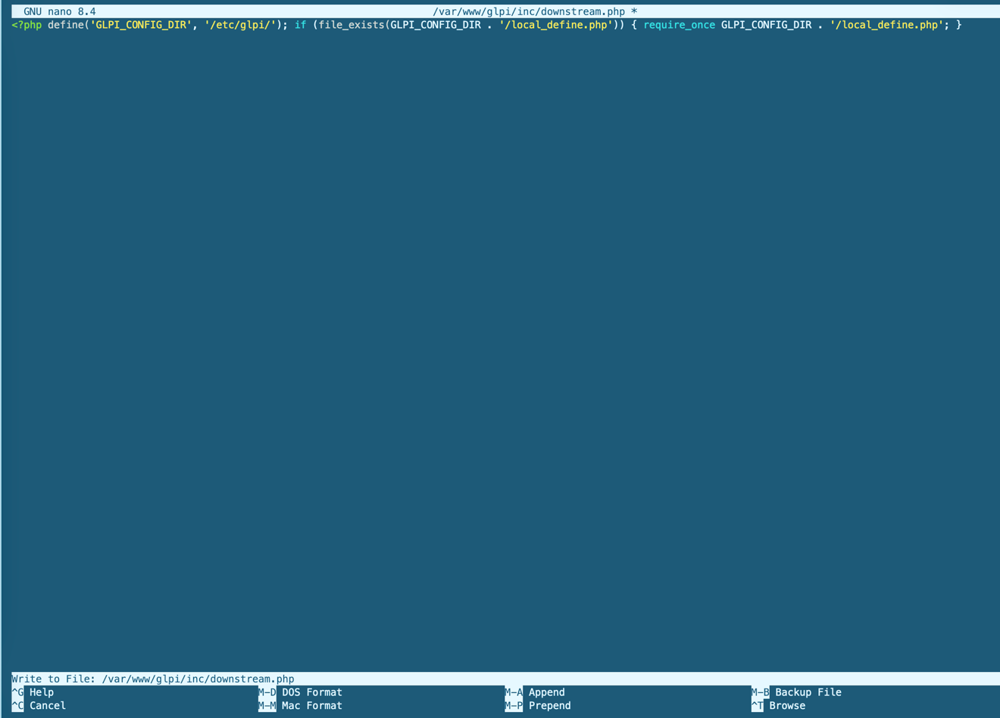 GNU nano 8.4 /var/www/glpi/inc/downstream.php *
<?php define('GLPI_CONFIG_DIR', '/etc/glpi/'); if (file_exists(GLPI_CONFIG_DIR . '/local_define.php')) { require_once GLPI_CONFIG_DIR . '/local_define.php'; }
Write to File: /var/www/glpi/inc/downstream.php
^G Help M-D DOS Format M-A Append M-B Backup File
^C Cancel M-M Mac Format M-P Prepend ^T Browse